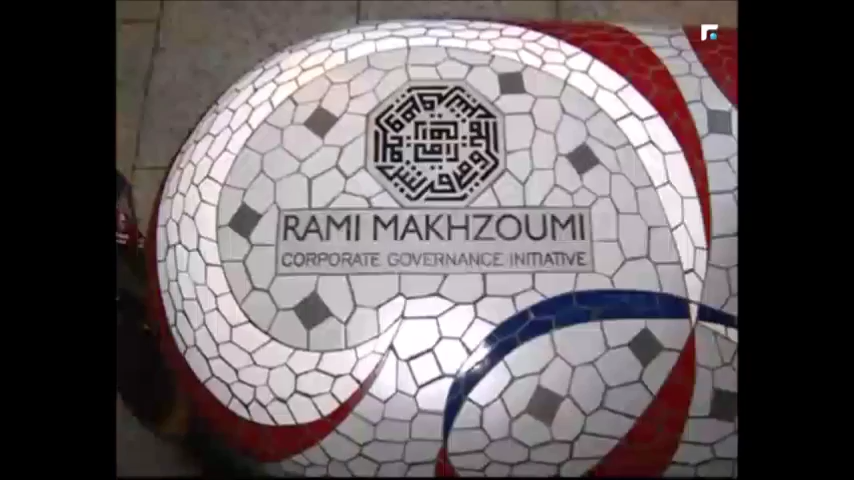 RAMI MAKHZOUMI
CORPORATE GOVERNANCE INITIATIVE